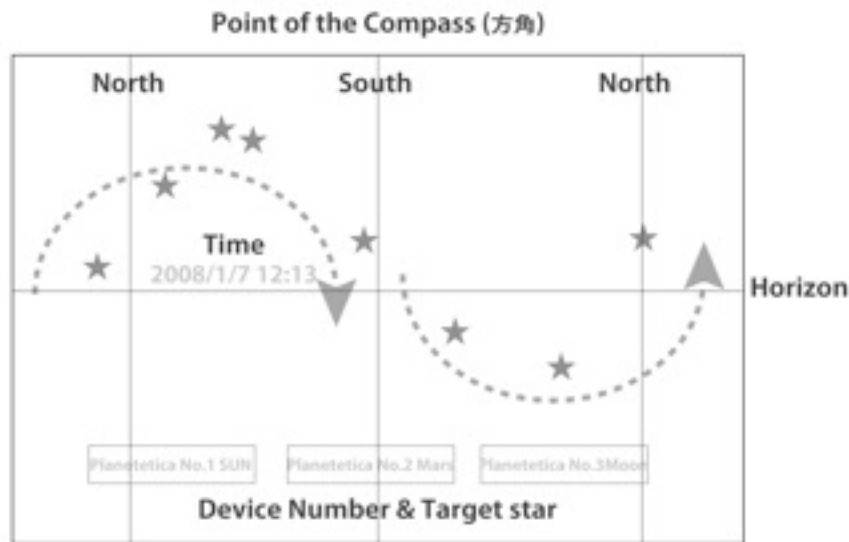 Point of the Compass (方角)
North South North
Time
2008/1/7 12:13
Horizon
Planetetica No.1 SUN Planetetica No.2 Mars Planetetica No.3Moon
Device Number & Target star